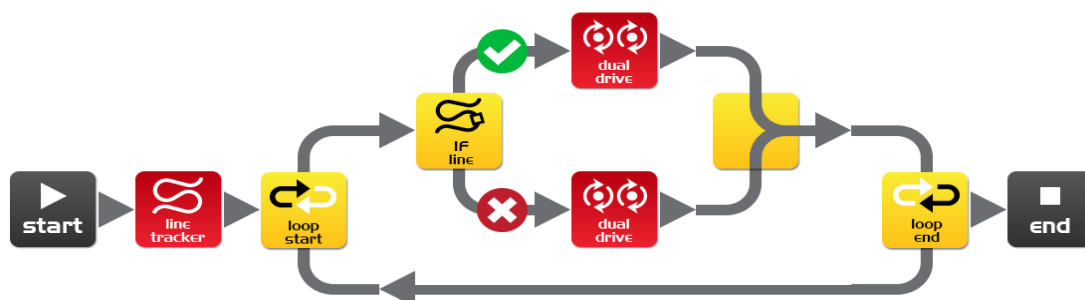 start
line
tracker
loop
start
IF
line
dual
drive
dual
drive
loop
end
end